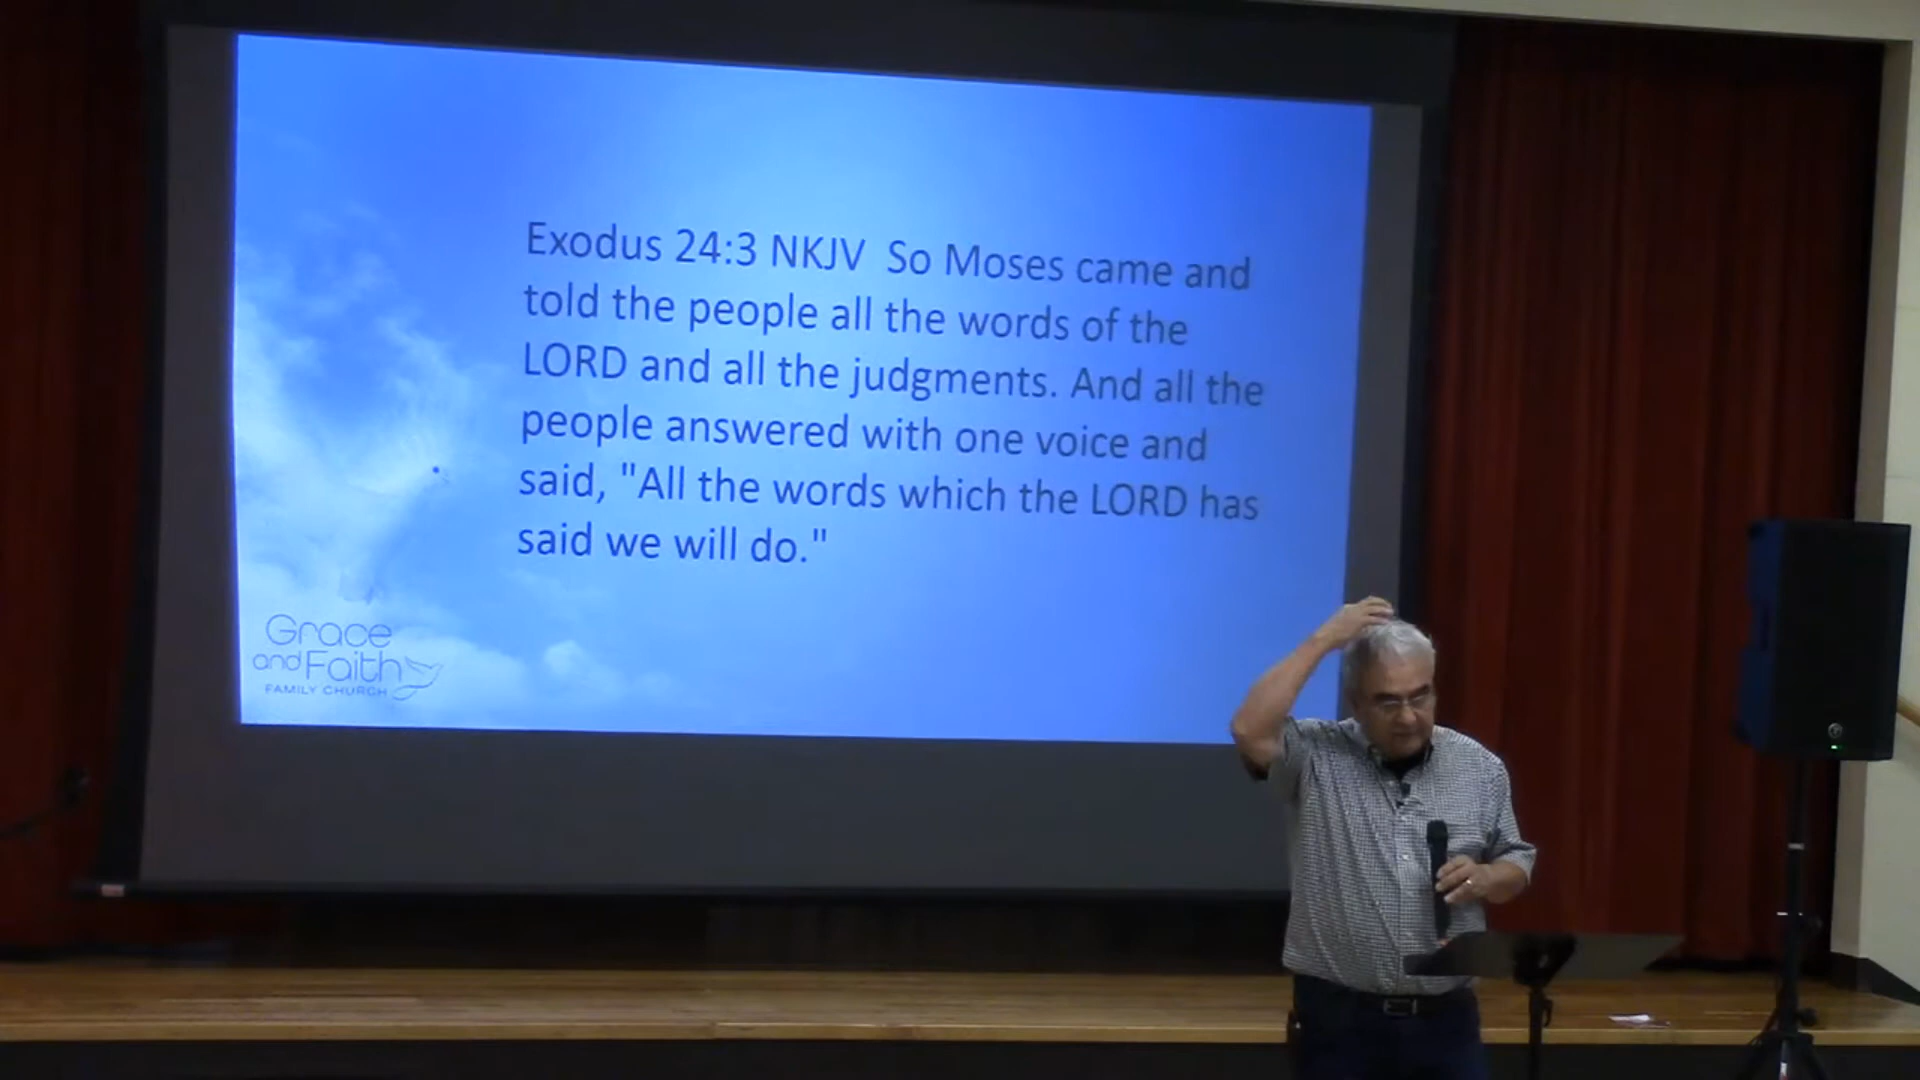 Exodus 24:3 NKJV  So Moses came and
told the people all the words of the
LORD and all the judgments. And all the
people answered with one voice and
said, "All the words which the LORD has
said we will do."
Grace
and Faith
FAMILY CHURCH